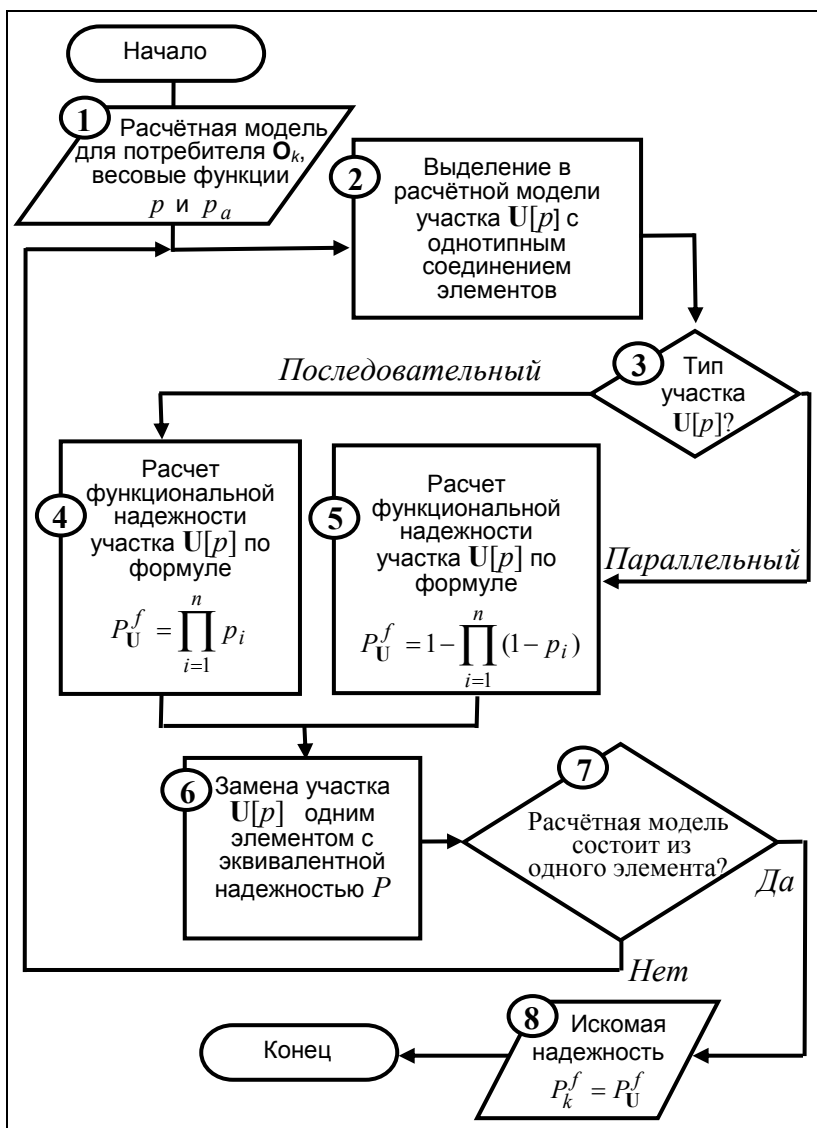 Начало
1
Расчётная модель
для потребителя O_k,
весовые функции
p и p_a
2
Выделение в
расчётной модели
участка U[p] с
однотипным
соединением
элементов
3
Тип
участка
U[p]?
Последовательный
4
Расчет
функциональной
надежности
участка U[p] по
формуле
P_U^f = ∏_{i=1}^{n} p_i
5
Расчет
функциональной
надежности
участка U[p] по
формуле
P_U^f = 1 − ∏_{i=1}^{n} (1 − p_i)
Параллельный
6
Замена участка
U[p] одним
элементом с
эквивалентной
надежностью P
7
Расчётная модель
состоит из
одного элемента?
Да
Нет
8
Искомая
надежность
P_k^f = P_U^f
Конец